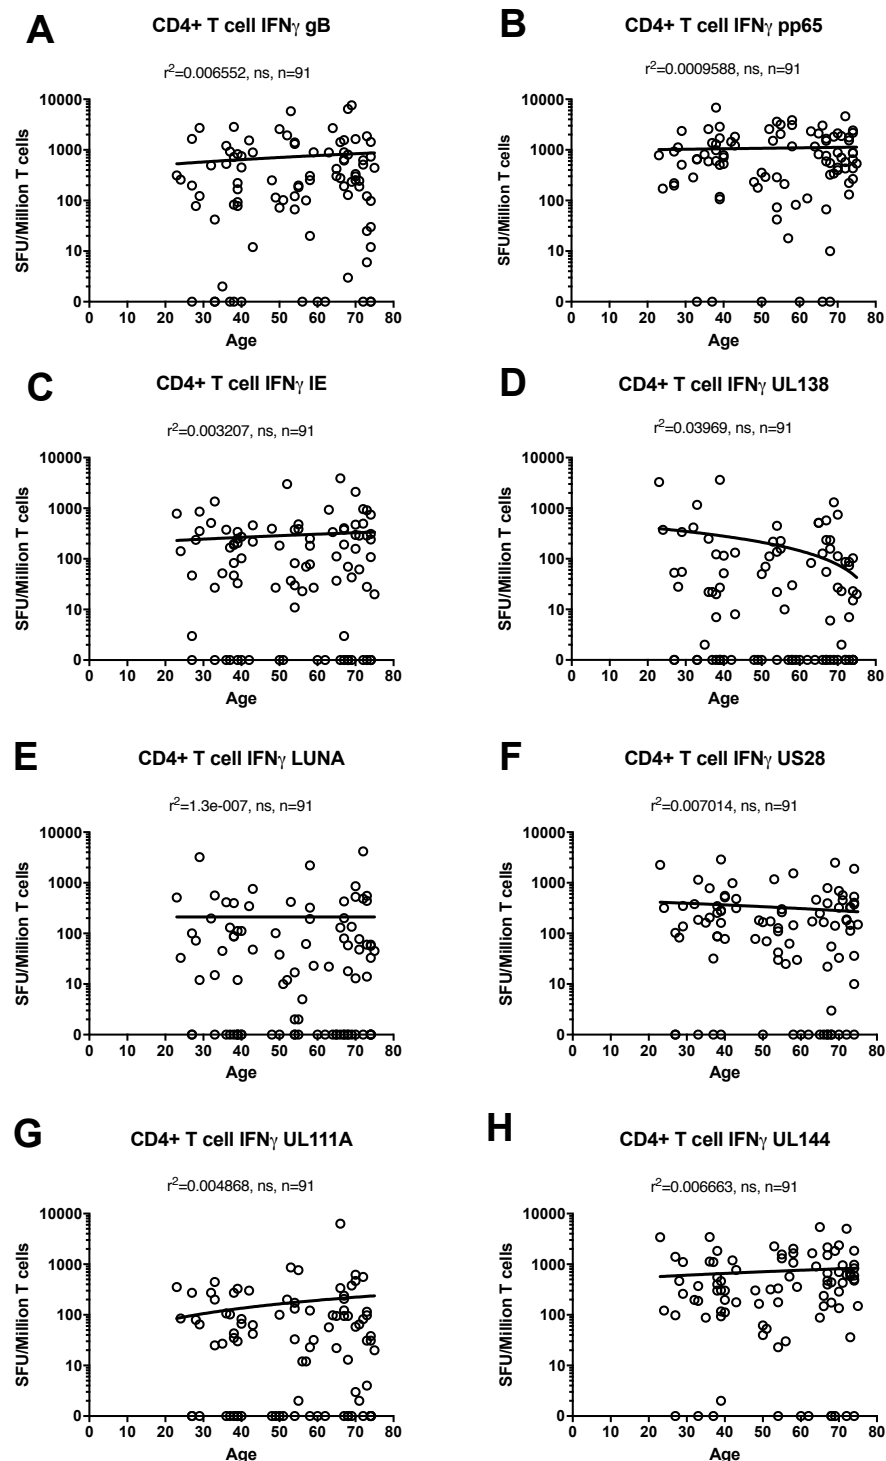 A
CD4+ T cell IFNγ gB
r²=0.006552, ns, n=91
SFU/Million T cells
10000
1000
100
10
0
0 10 20 30 40 50 60 70 80
Age
B
CD4+ T cell IFNγ pp65
r²=0.0009588, ns, n=91
SFU/Million T cells
10000
1000
100
10
0
0 10 20 30 40 50 60 70 80
Age
C
CD4+ T cell IFNγ IE
r²=0.003207, ns, n=91
SFU/Million T cells
10000
1000
100
10
0
0 10 20 30 40 50 60 70 80
Age
D
CD4+ T cell IFNγ UL138
r²=0.03969, ns, n=91
SFU/Million T cells
10000
1000
100
10
0
0 10 20 30 40 50 60 70 80
Age
E
CD4+ T cell IFNγ LUNA
r²=1.3e-007, ns, n=91
SFU/Million T cells
10000
1000
100
10
0
0 10 20 30 40 50 60 70 80
Age
F
CD4+ T cell IFNγ US28
r²=0.007014, ns, n=91
SFU/Million T cells
10000
1000
100
10
0
0 10 20 30 40 50 60 70 80
Age
G
CD4+ T cell IFNγ UL111A
r²=0.004868, ns, n=91
SFU/Million T cells
10000
1000
100
10
0
0 10 20 30 40 50 60 70 80
Age
H
CD4+ T cell IFNγ UL144
r²=0.006663, ns, n=91
SFU/Million T cells
10000
1000
100
10
0
0 10 20 30 40 50 60 70 80
Age